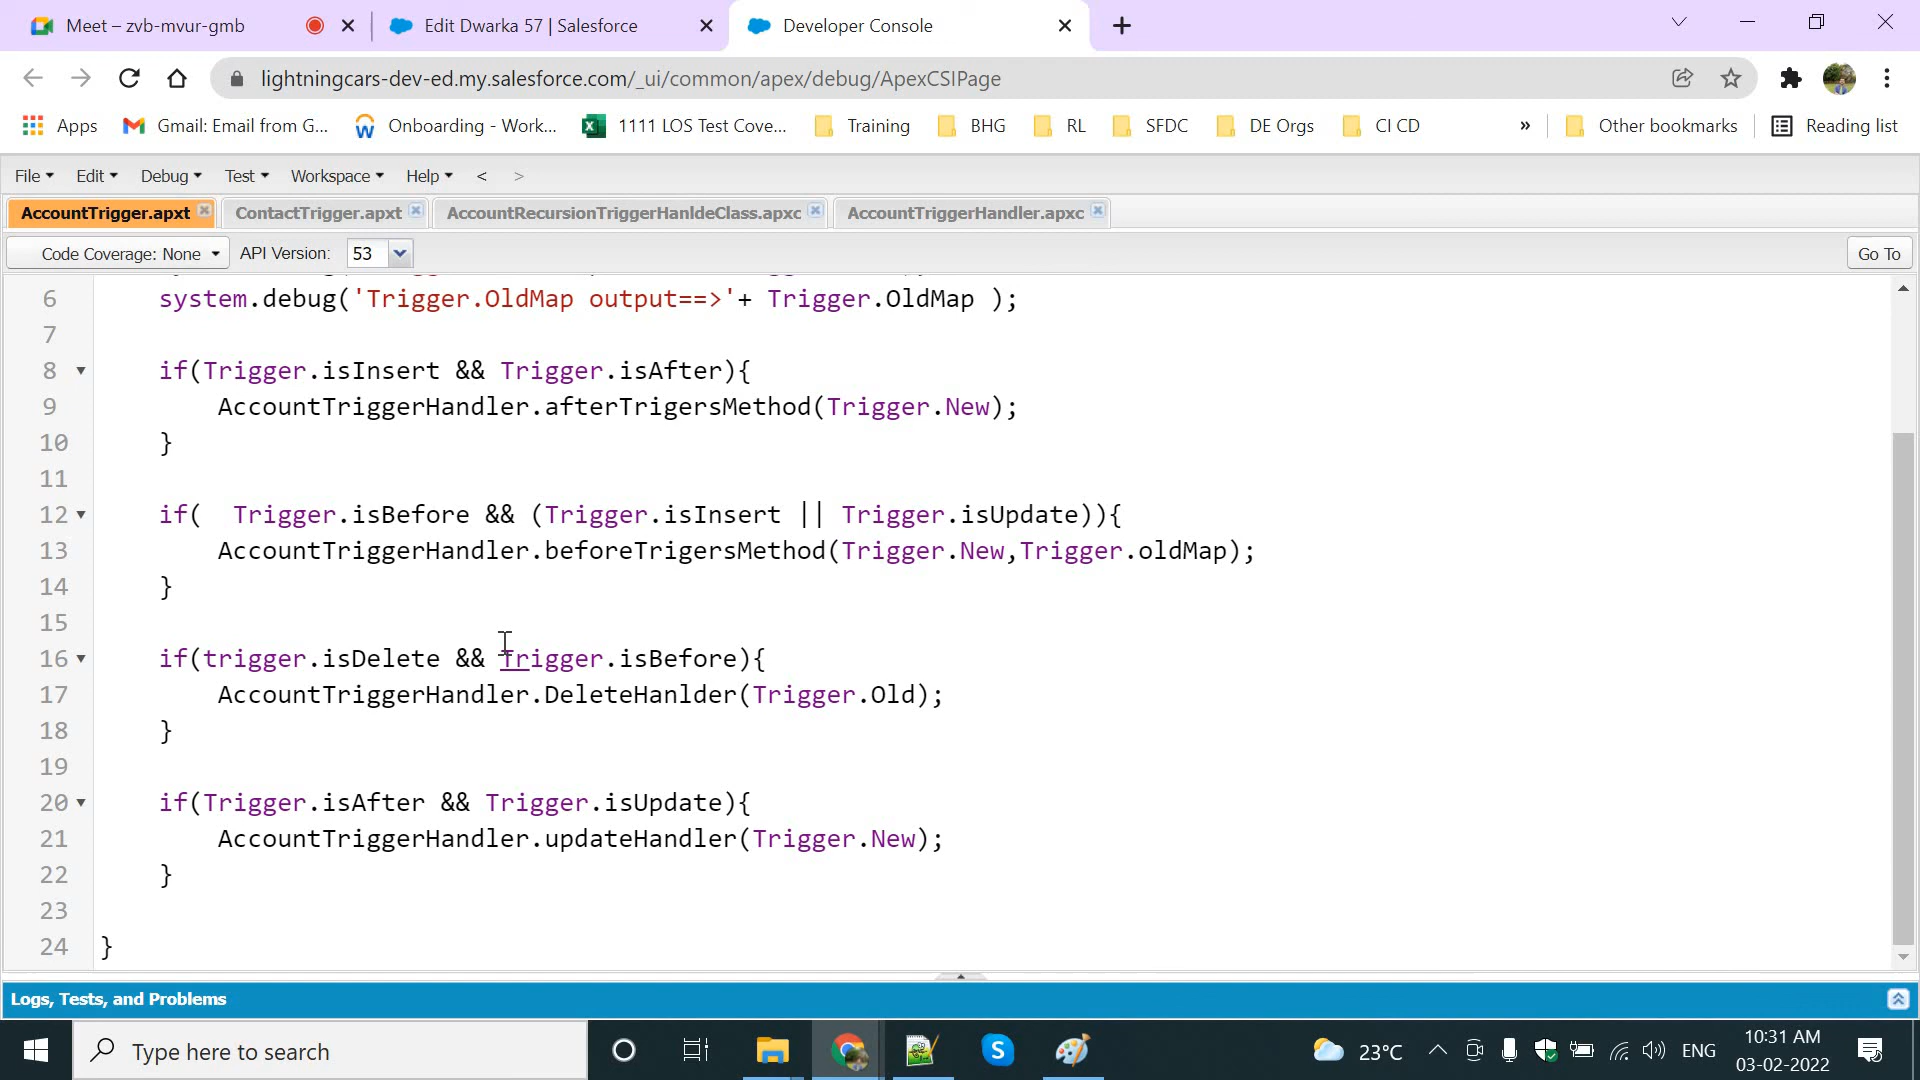 Meet – zvb-mvur-gmb
Edit Dwarka 57 | Salesforce
Developer Console
lightningcars-dev-ed.my.salesforce.com/_ui/common/apex/debug/ApexCSIPage
Apps
Gmail: Email from G...
Onboarding - Work...
1111 LOS Test Cove...
Training
BHG
RL
SFDC
DE Orgs
CI CD
»
Other bookmarks
Reading list
File Edit Debug Test Workspace Help < >
AccountTrigger.apxt
ContactTrigger.apxt
AccountRecursionTriggerHanldeClass.apxc
AccountTriggerHandler.apxc
Code Coverage: None API Version: 53 Go To
6 system.debug('Trigger.OldMap output==>'+ Trigger.OldMap );
7
8 if(Trigger.isInsert && Trigger.isAfter){
9 AccountTriggerHandler.afterTrigersMethod(Trigger.New);
10 }
11
12 if(  Trigger.isBefore && (Trigger.isInsert || Trigger.isUpdate)){
13 AccountTriggerHandler.beforeTrigersMethod(Trigger.New,Trigger.oldMap);
14 }
15
16 if(trigger.isDelete && Trigger.isBefore){
17 AccountTriggerHandler.DeleteHanlder(Trigger.Old);
18 }
19
20 if(Trigger.isAfter && Trigger.isUpdate){
21 AccountTriggerHandler.updateHandler(Trigger.New);
22 }
23
24 }
Logs, Tests, and Problems
Type here to search
23°C
ENG
10:31 AM
03-02-2022